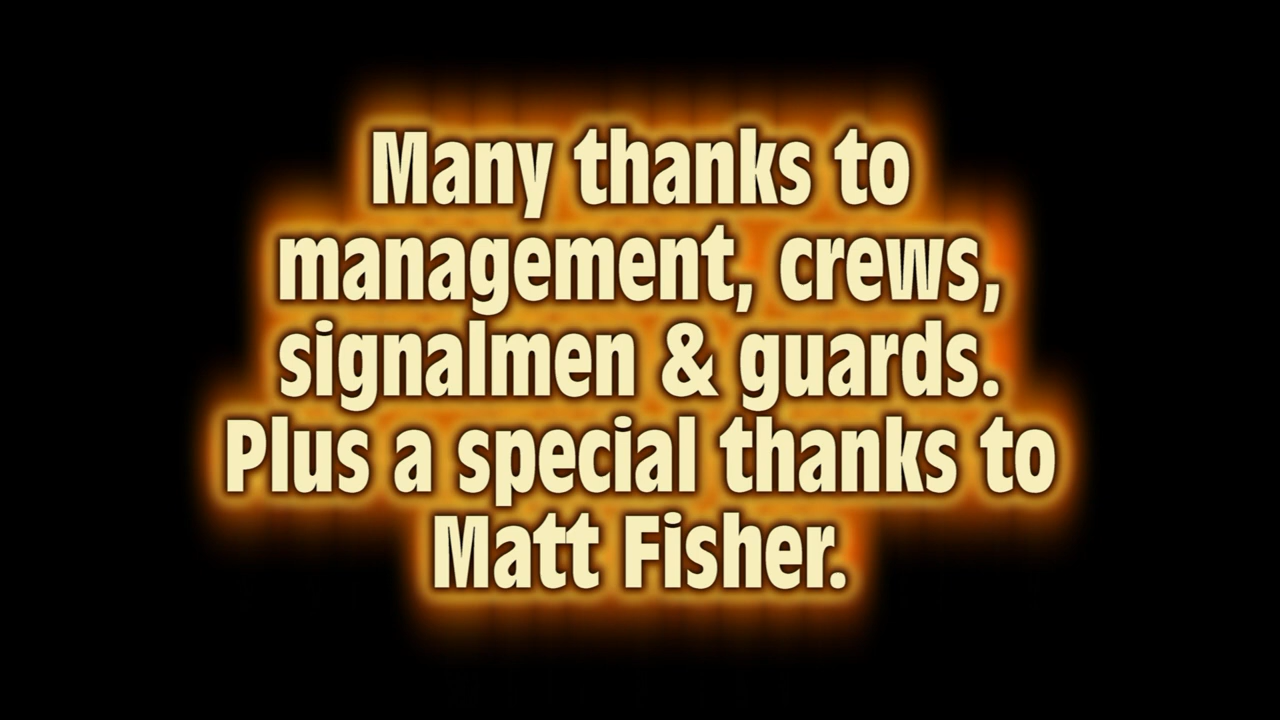 Many thanks to
management, crews,
signalmen & guards.
Plus a special thanks to
Matt Fisher.